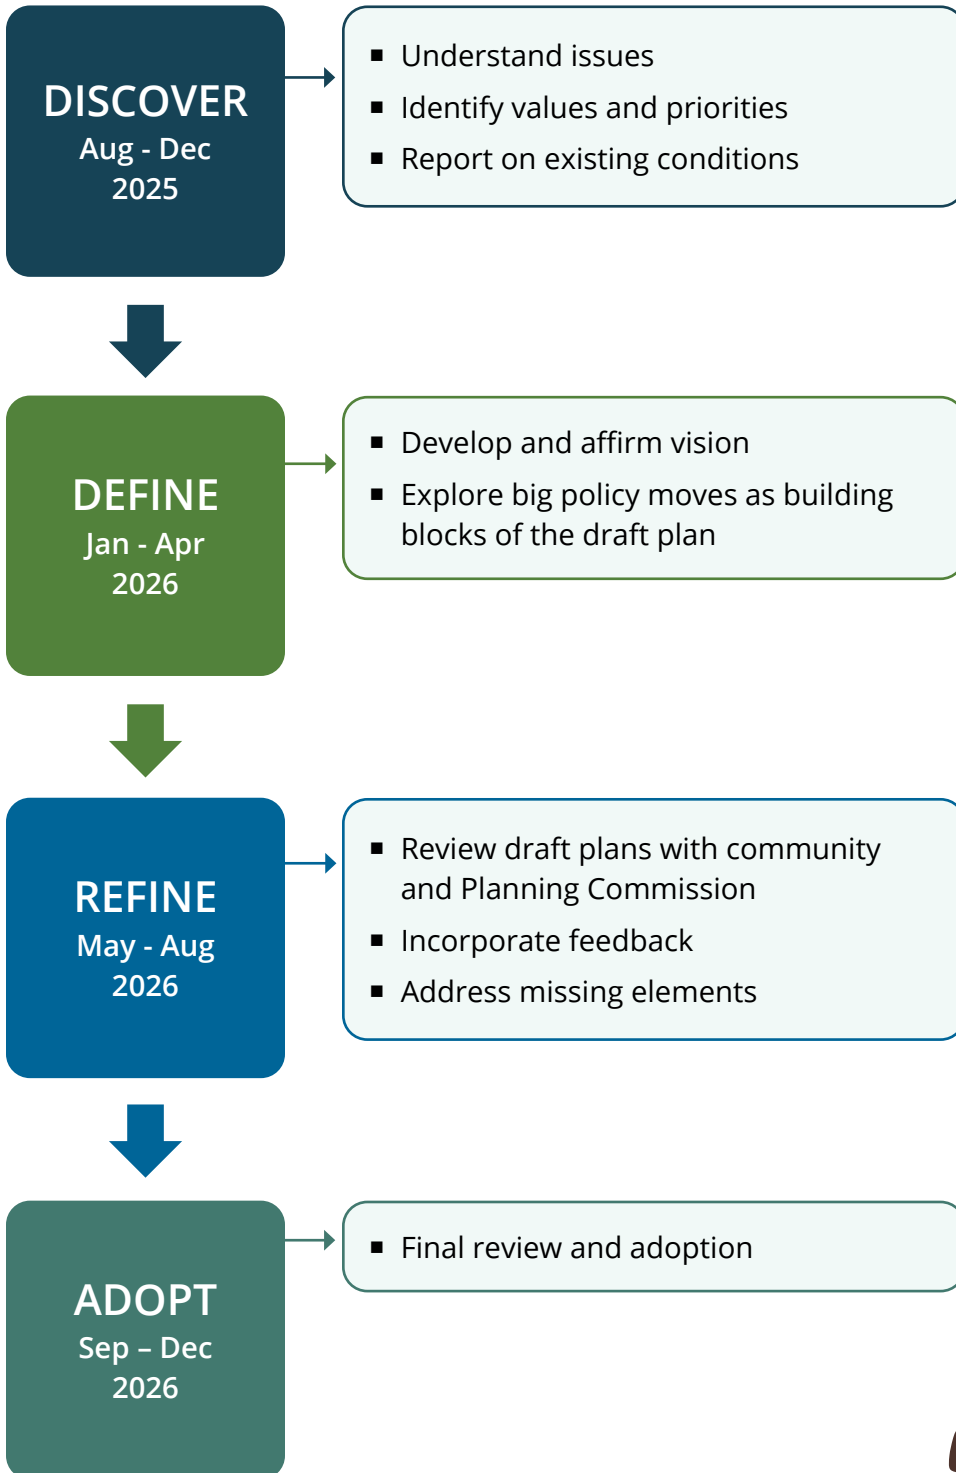 DISCOVER
Aug - Dec
2025
▪ Understand issues
▪ Identify values and priorities
▪ Report on existing conditions
DEFINE
Jan - Apr
2026
▪ Develop and affirm vision
▪ Explore big policy moves as building
blocks of the draft plan
REFINE
May - Aug
2026
▪ Review draft plans with community
and Planning Commission
▪ Incorporate feedback
▪ Address missing elements
ADOPT
Sep – Dec
2026
▪ Final review and adoption